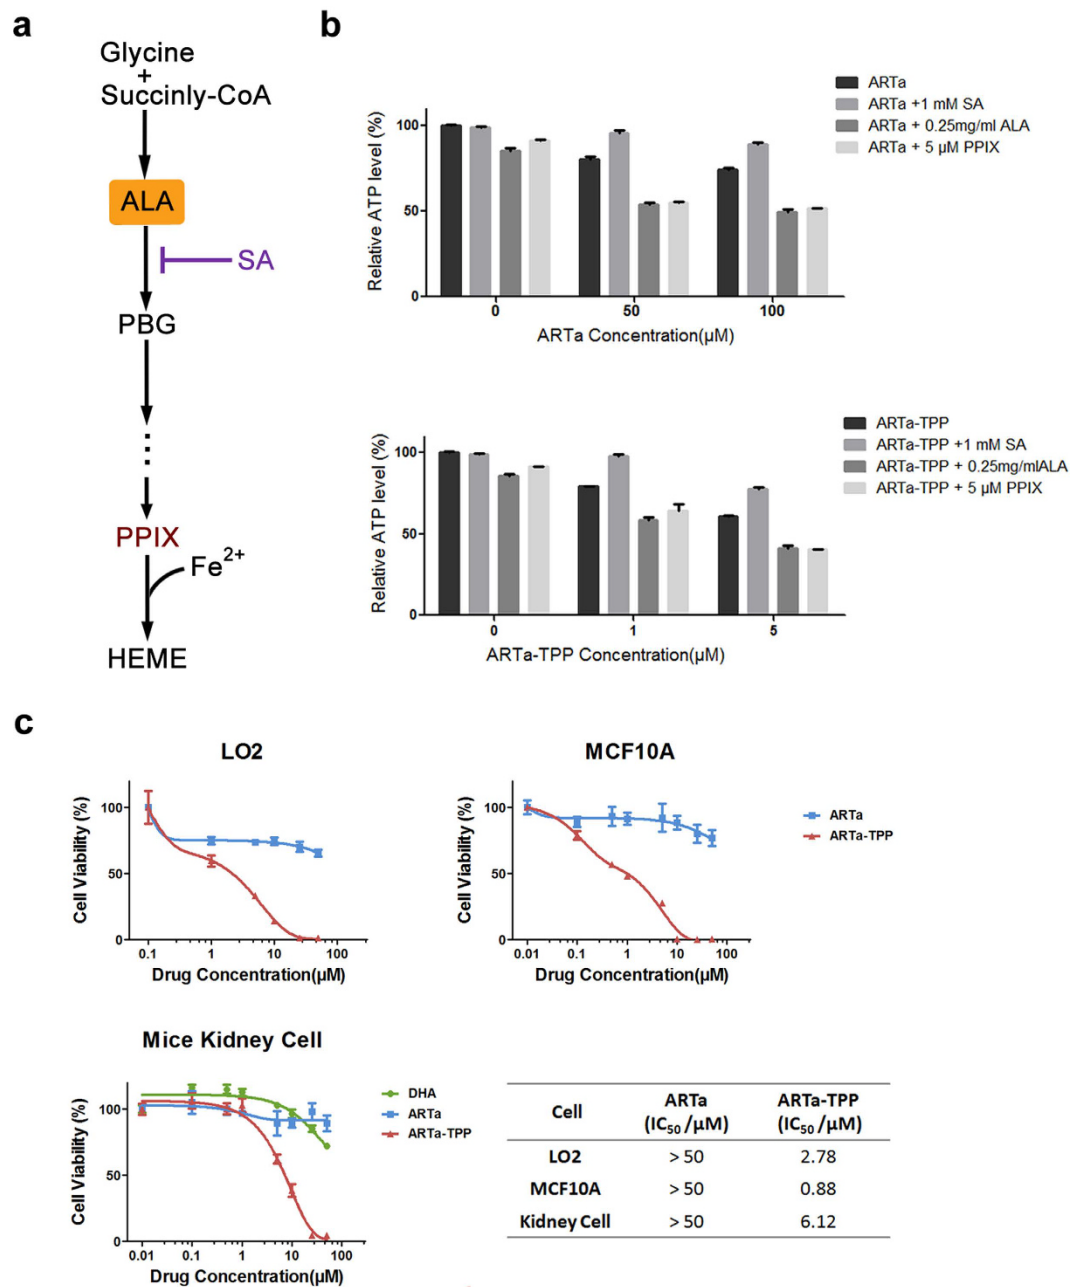 a
Glycine
+
Succinly-CoA
ALA
SA
PBG
PPIX
Fe²⁺
HEME
b
Relative ATP level (%)
100
50
0
0 50 100
ARTa Concentration(µM)
ARTa
ARTa +1 mM SA
ARTa + 0.25mg/ml ALA
ARTa + 5 µM PPIX
Relative ATP level (%)
100
50
0
0 1 5
ARTa-TPP Concentration(µM)
ARTa-TPP
ARTa-TPP +1 mM SA
ARTa-TPP + 0.25mg/mlALA
ARTa-TPP + 5 µM PPIX
c
LO2
Cell Viability (%)
100
50
0
0.1 1 10 100
Drug Concentration(µM)
MCF10A
Cell Viability (%)
100
50
0
0.01 0.1 1 10 100
Drug Concentration(µM)
ARTa
ARTa-TPP
Mice Kidney Cell
Cell Viability (%)
100
50
0
0.01 0.1 1 10 100
Drug Concentration(µM)
DHA
ARTa
ARTa-TPP
Cell ARTa (IC₅₀ /µM) ARTa-TPP (IC₅₀ /µM)
LO2 > 50 2.78
MCF10A > 50 0.88
Kidney Cell > 50 6.12